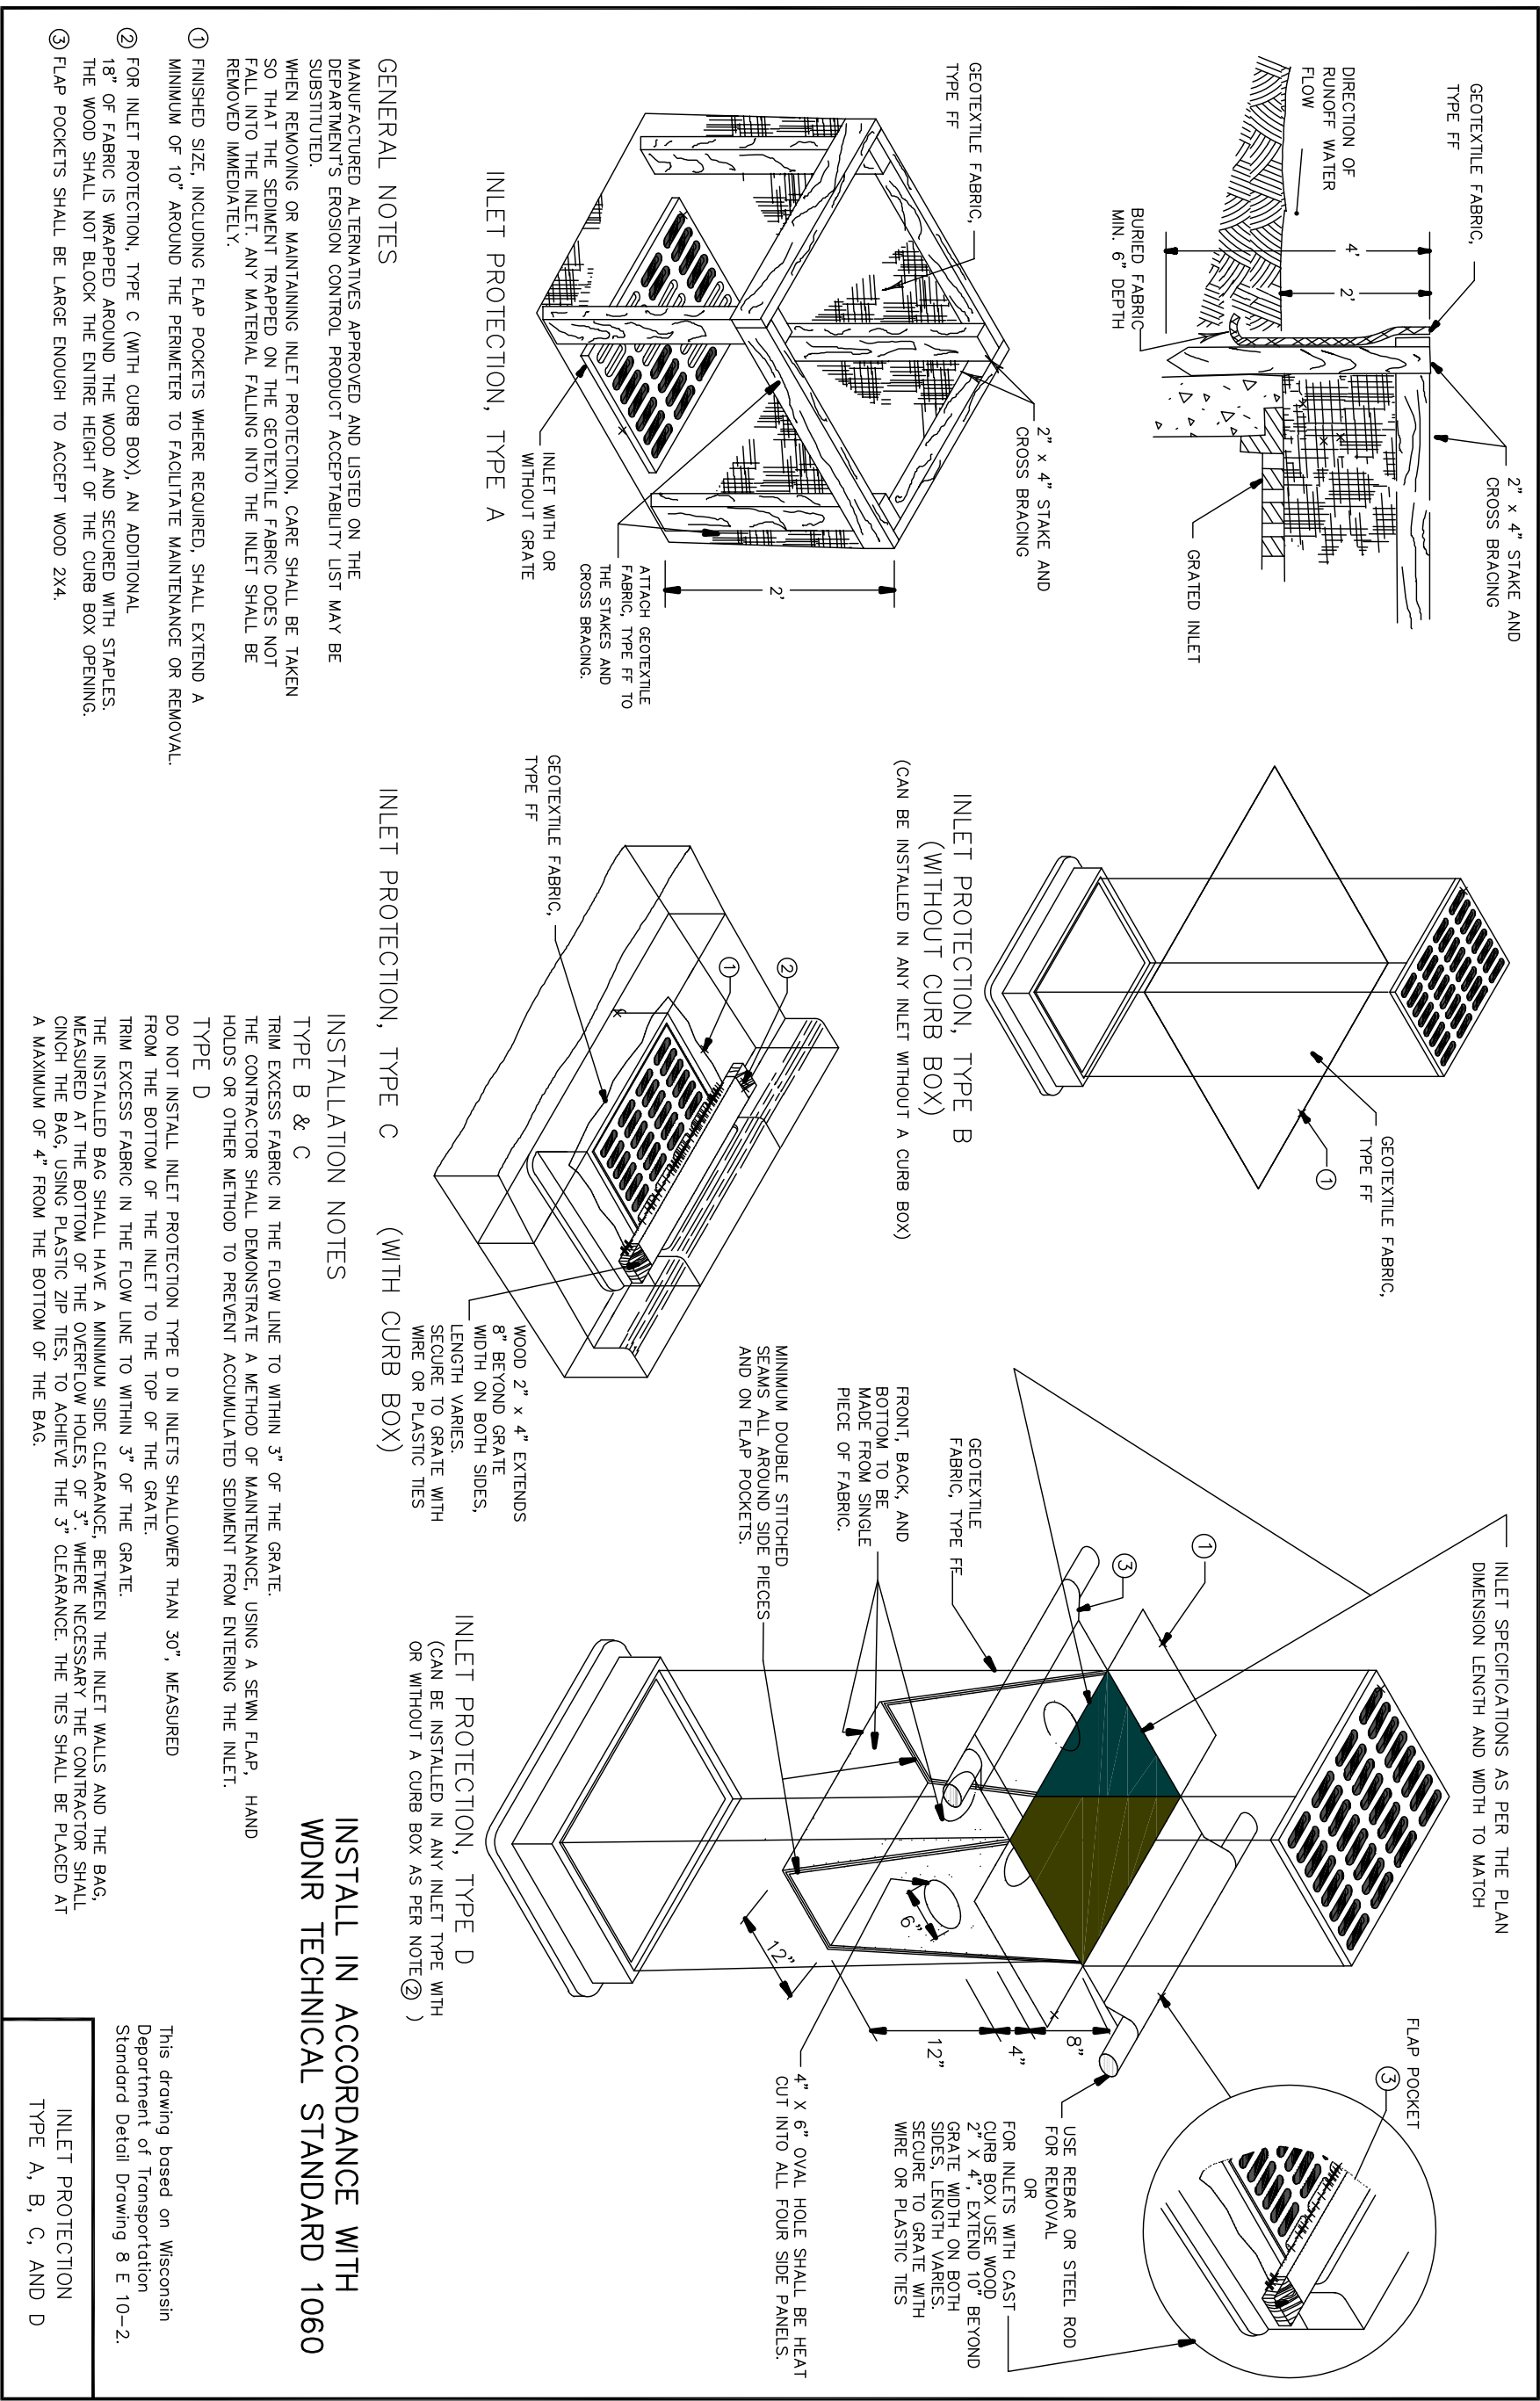 GEOTEXTILE FABRIC,
TYPE FF
DIRECTION OF
RUNOFF WATER
FLOW
4'
2'
BURIED FABRIC
MIN. 6" DEPTH
2" x 4" STAKE AND
CROSS BRACING
GRATED INLET
GEOTEXTILE FABRIC,
TYPE FF
2" x 4" STAKE AND
CROSS BRACING
2'
ATTACH GEOTEXTILE
FABRIC, TYPE FF TO
THE STAKES AND
CROSS BRACING.
INLET WITH OR
WITHOUT GRATE
INLET PROTECTION, TYPE A
GENERAL NOTES
MANUFACTURED ALTERNATIVES APPROVED AND LISTED ON THE
DEPARTMENT'S EROSION CONTROL PRODUCT ACCEPTABILITY LIST MAY BE
SUBSTITUTED.
WHEN REMOVING OR MAINTAINING INLET PROTECTION, CARE SHALL BE TAKEN
SO THAT THE SEDIMENT TRAPPED ON THE GEOTEXTILE FABRIC DOES NOT
FALL INTO THE INLET. ANY MATERIAL FALLING INTO THE INLET SHALL BE
REMOVED IMMEDIATELY.
① FINISHED SIZE, INCLUDING FLAP POCKETS WHERE REQUIRED, SHALL EXTEND A
MINIMUM OF 10" AROUND THE PERIMETER TO FACILITATE MAINTENANCE OR REMOVAL.
② FOR INLET PROTECTION, TYPE C (WITH CURB BOX), AN ADDITIONAL
18" OF FABRIC IS WRAPPED AROUND THE WOOD AND SECURED WITH STAPLES.
THE WOOD SHALL NOT BLOCK THE ENTIRE HEIGHT OF THE CURB BOX OPENING.
③ FLAP POCKETS SHALL BE LARGE ENOUGH TO ACCEPT WOOD 2X4.
GEOTEXTILE FABRIC,
TYPE FF
①
INLET PROTECTION, TYPE B
(WITHOUT CURB BOX)
(CAN BE INSTALLED IN ANY INLET WITHOUT A CURB BOX)
②
①
GEOTEXTILE FABRIC,
TYPE FF
WOOD 2" x 4" EXTENDS
8" BEYOND GRATE
WIDTH ON BOTH SIDES,
LENGTH VARIES.
SECURE TO GRATE WITH
WIRE OR PLASTIC TIES
INLET PROTECTION, TYPE C (WITH CURB BOX)
INSTALLATION NOTES
TYPE B & C
TRIM EXCESS FABRIC IN THE FLOW LINE TO WITHIN 3" OF THE GRATE.
THE CONTRACTOR SHALL DEMONSTRATE A METHOD OF MAINTENANCE, USING A SEWN FLAP, HAND
HOLDS OR OTHER METHOD TO PREVENT ACCUMULATED SEDIMENT FROM ENTERING THE INLET.
TYPE D
DO NOT INSTALL INLET PROTECTION TYPE D IN INLETS SHALLOWER THAN 30", MEASURED
FROM THE BOTTOM OF THE INLET TO THE TOP OF THE GRATE.
TRIM EXCESS FABRIC IN THE FLOW LINE TO WITHIN 3" OF THE GRATE.
THE INSTALLED BAG SHALL HAVE A MINIMUM SIDE CLEARANCE, BETWEEN THE INLET WALLS AND THE BAG,
MEASURED AT THE BOTTOM OF THE OVERFLOW HOLES, OF 3". WHERE NECESSARY THE CONTRACTOR SHALL
CINCH THE BAG, USING PLASTIC ZIP TIES, TO ACHIEVE THE 3" CLEARANCE. THE TIES SHALL BE PLACED AT
A MAXIMUM OF 4" FROM THE BOTTOM OF THE BAG.
INLET SPECIFICATIONS AS PER THE PLAN
DIMENSION LENGTH AND WIDTH TO MATCH
①
③
GEOTEXTILE
FABRIC, TYPE FF
FRONT, BACK, AND
BOTTOM TO BE
MADE FROM SINGLE
PIECE OF FABRIC.
MINIMUM DOUBLE STITCHED
SEAMS ALL AROUND SIDE PIECES
AND ON FLAP POCKETS.
FLAP POCKET
③
USE REBAR OR STEEL ROD
FOR REMOVAL
OR
FOR INLETS WITH CAST
CURB BOX USE WOOD
2" X 4", EXTEND 10" BEYOND
GRATE WIDTH ON BOTH
SIDES, LENGTH VARIES.
SECURE TO GRATE WITH
WIRE OR PLASTIC TIES
8"
4"
12"
6"
12"
4" X 6" OVAL HOLE SHALL BE HEAT
CUT INTO ALL FOUR SIDE PANELS.
INLET PROTECTION, TYPE D
(CAN BE INSTALLED IN ANY INLET TYPE WITH
OR WITHOUT A CURB BOX AS PER NOTE ②)
INSTALL IN ACCORDANCE WITH
WDNR TECHNICAL STANDARD 1060
This drawing based on Wisconsin
Department of Transportation
Standard Detail Drawing 8 E 10-2.
INLET PROTECTION
TYPE A, B, C, AND D